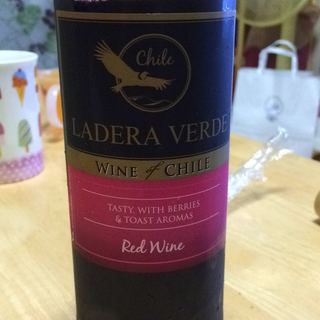 Chile
LADERA VERDE
WINE of CHILE
TASTY, WITH BERRIES
& TOAST AROMAS
Red Wine